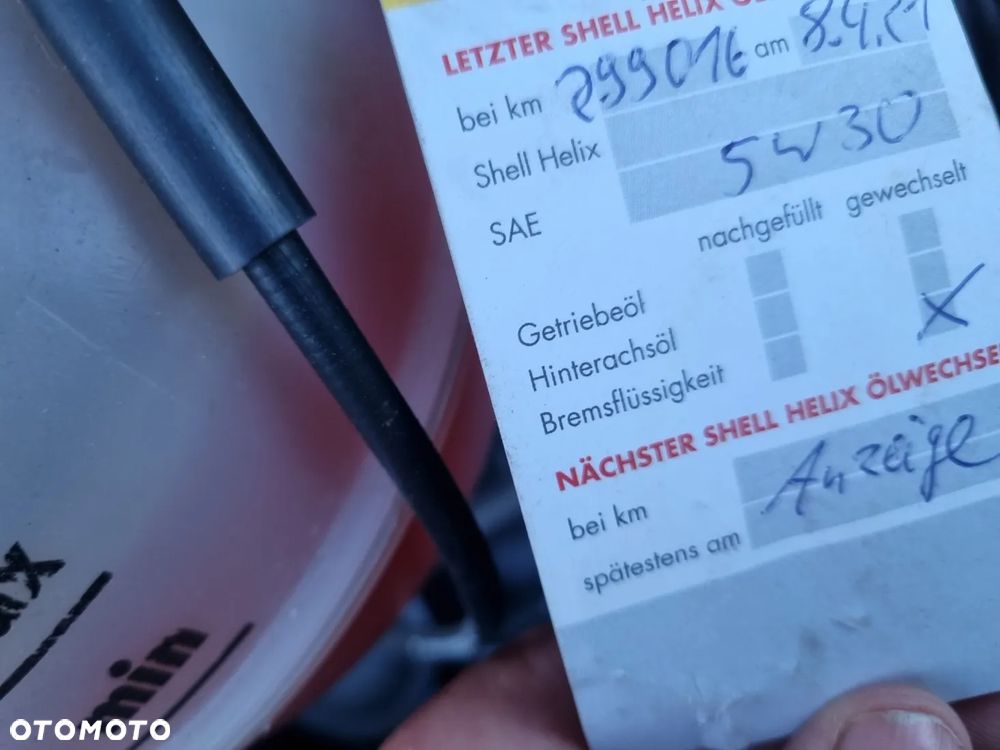 LETZTER SHELL HELIX
bei km 299016 am 8.4.21
Shell Helix
SAE 5W30
nachgefüllt gewechselt
Getriebeöl
Hinterachsöl
Bremsflüssigkeit X
NÄCHSTER SHELL HELIX ÖLWECHSE
bei km Anzeige
spätestens am
min
OTOMOTO